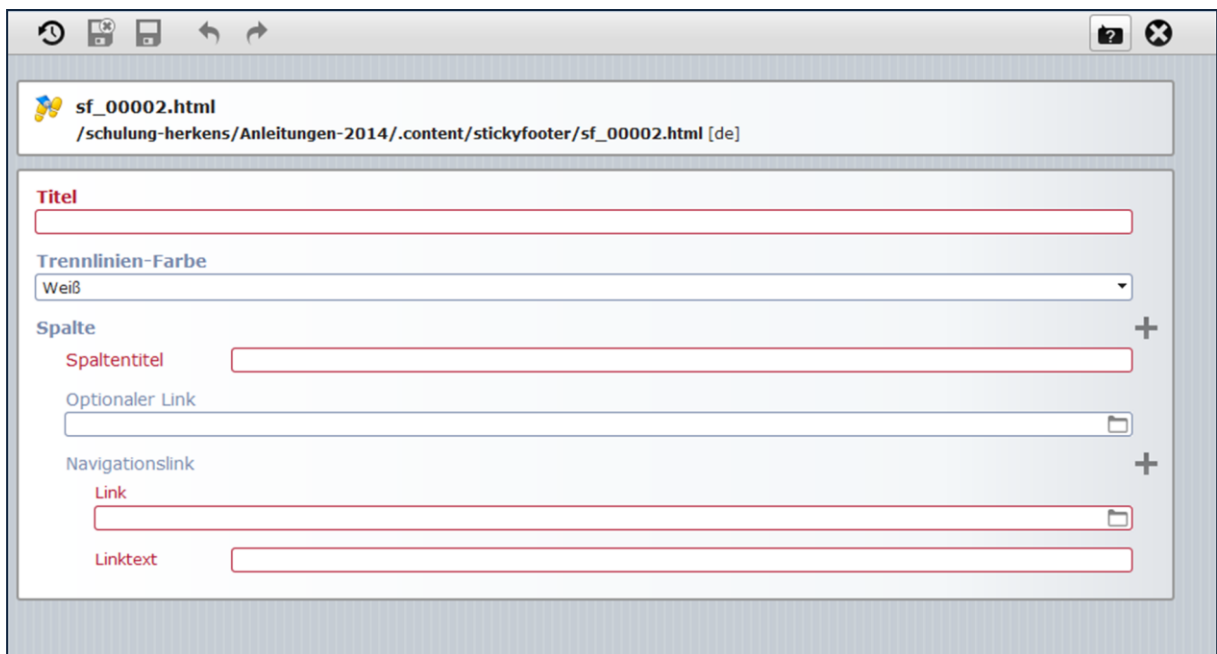 sf_00002.html
/schulung-herkens/Anleitungen-2014/.content/stickyfooter/sf_00002.html [de]
Titel
Trennlinien-Farbe
Weiß
Spalte
Spaltentitel
Optionaler Link
Navigationslink
Link
Linktext